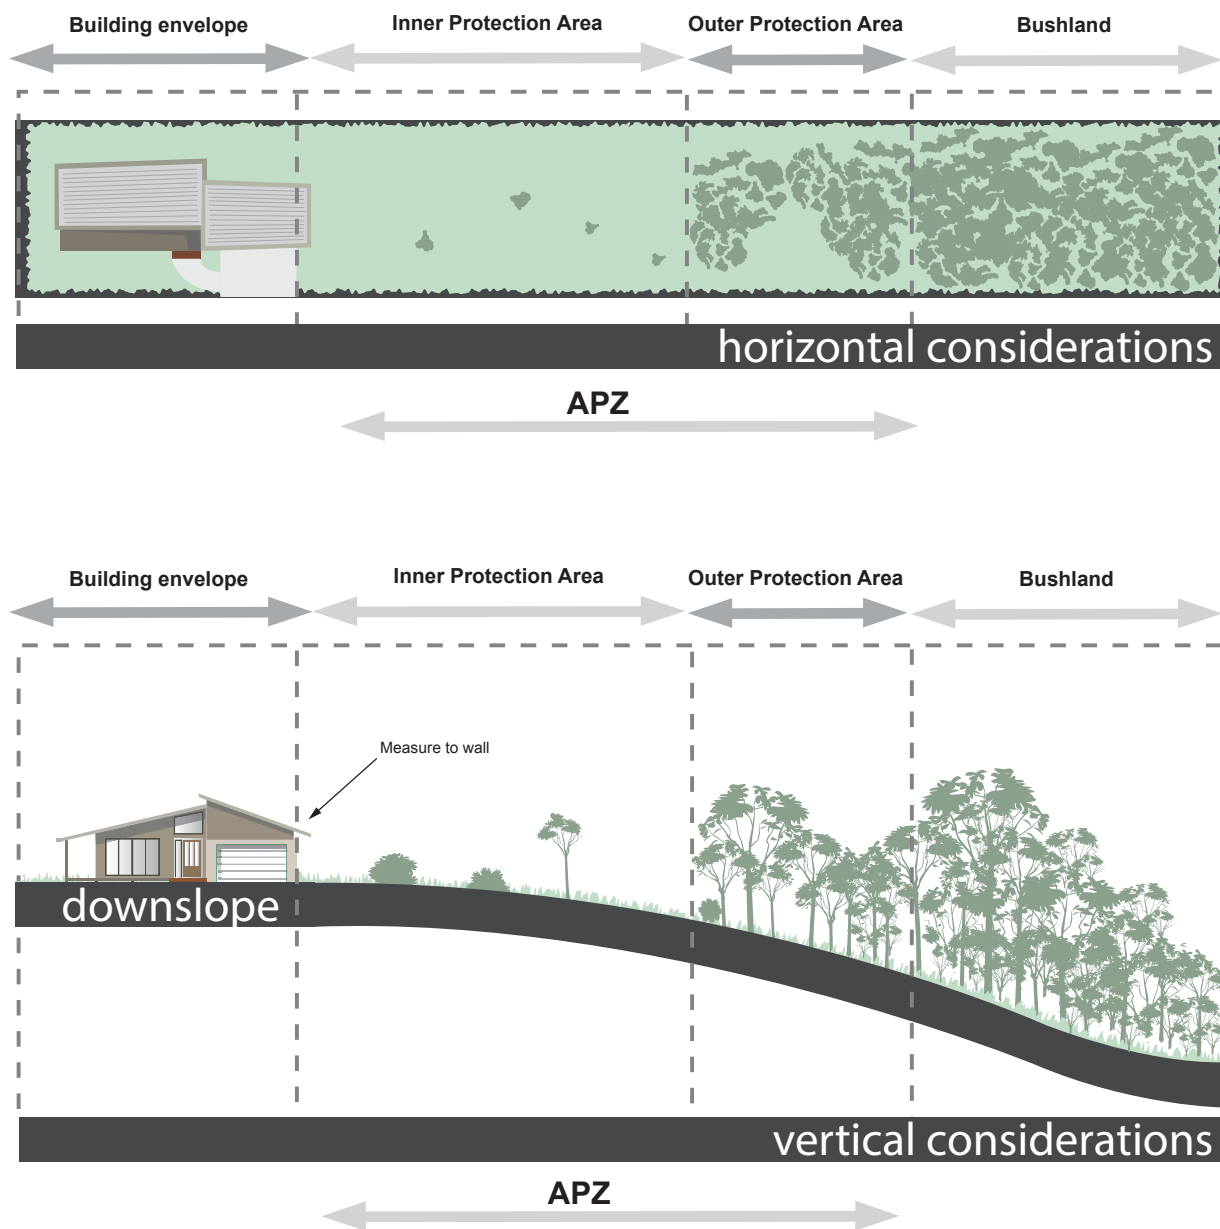 Building envelope
Inner Protection Area
Outer Protection Area
Bushland
horizontal considerations
APZ
Building envelope
Inner Protection Area
Outer Protection Area
Bushland
Measure to wall
downslope
vertical considerations
APZ